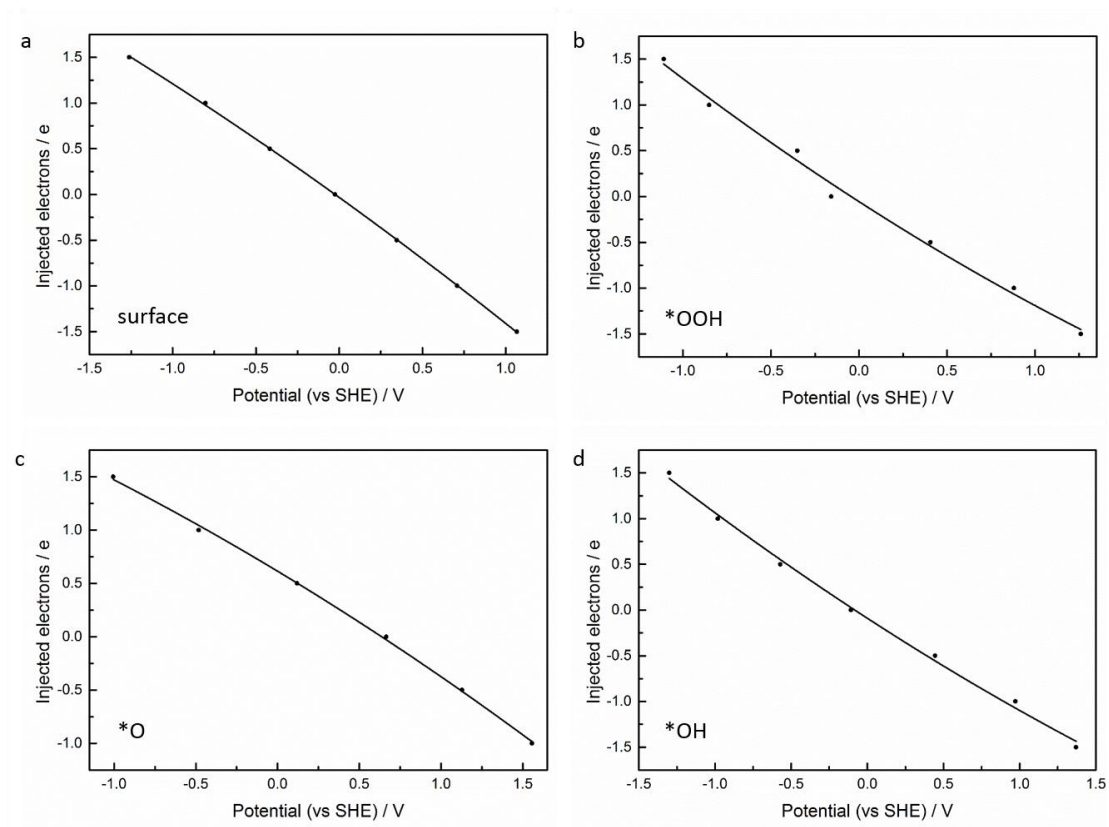 a
1.5
1.0
0.5
0.0
-0.5
-1.0
-1.5
Injected electrons / e
surface
-1.5 -1.0 -0.5 0.0 0.5 1.0
Potential (vs SHE) / V
b
1.5
1.0
0.5
0.0
-0.5
-1.0
-1.5
Injected electrons / e
*OOH
-1.0 -0.5 0.0 0.5 1.0
Potential (vs SHE) / V
c
1.5
1.0
0.5
0.0
-0.5
-1.0
Injected electrons / e
*O
-1.0 -0.5 0.0 0.5 1.0 1.5
Potential (vs SHE) / V
d
1.5
1.0
0.5
0.0
-0.5
-1.0
-1.5
Injected electrons / e
*OH
-1.5 -1.0 -0.5 0.0 0.5 1.0 1.5
Potential (vs SHE) / V